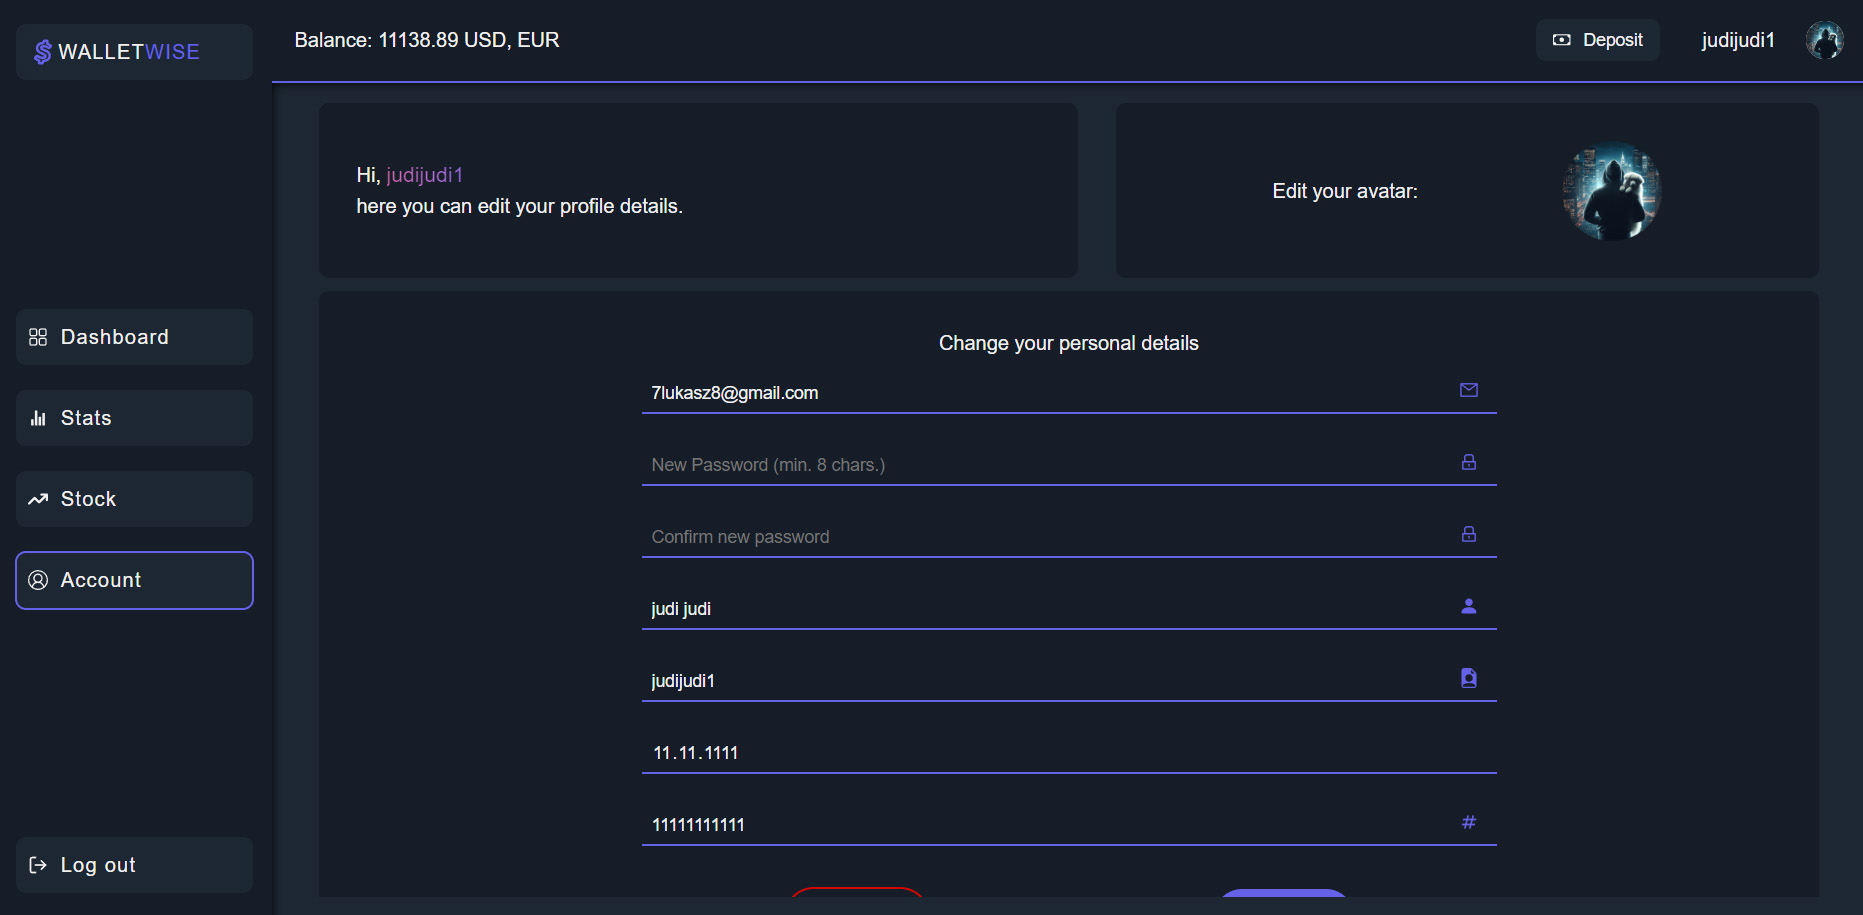 WALLETWISE
Balance: 11138.89 USD, EUR
Deposit
judijudi1
Hi, judijudi1
here you can edit your profile details.
Edit your avatar:
Dashboard
Stats
Stock
Account
Log out
Change your personal details
7lukasz8@gmail.com
New Password (min. 8 chars.)
Confirm new password
judi judi
judijudi1
11.11.1111
11111111111